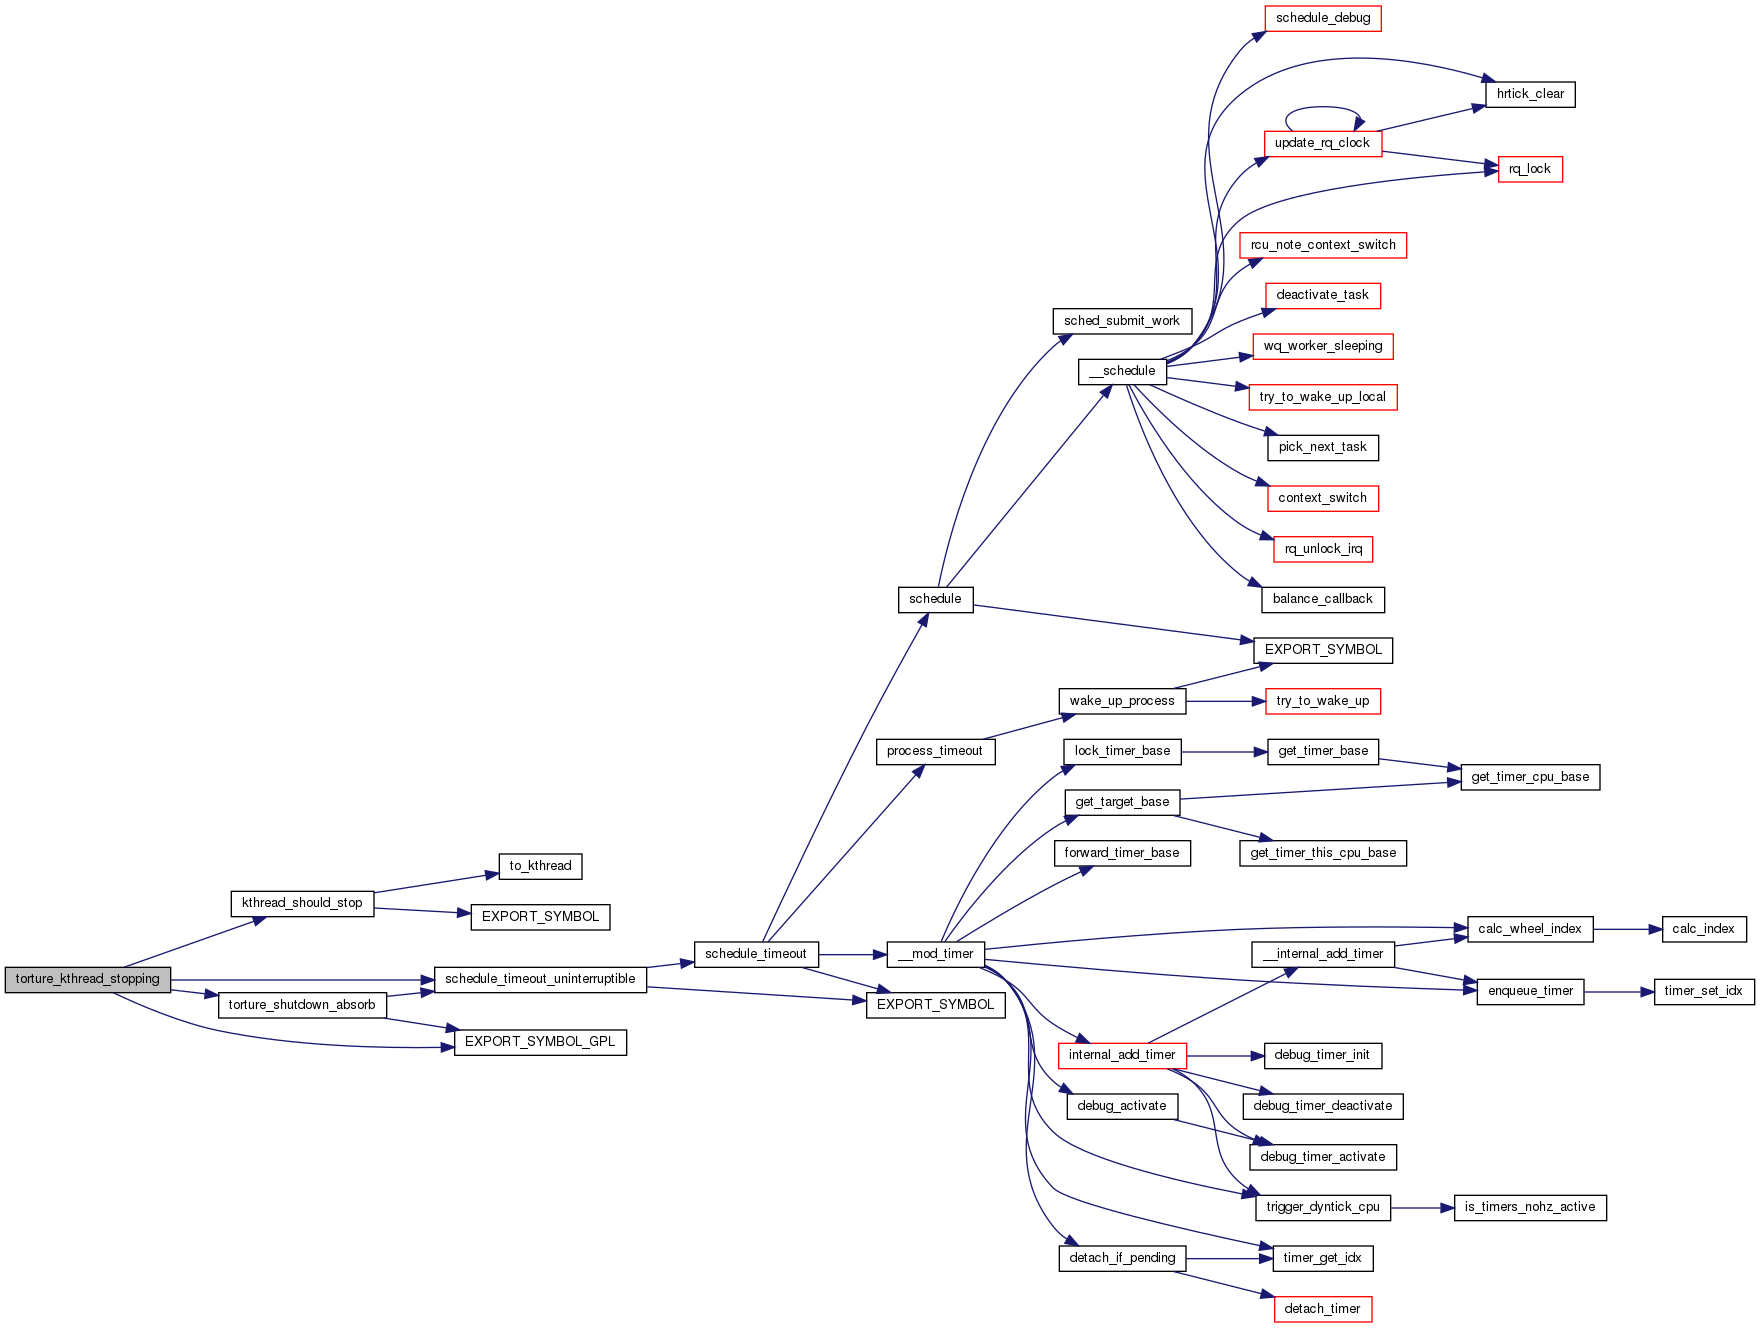 schedule_debug
hrtick_clear
update_rq_clock
rq_lock
rcu_note_context_switch
deactivate_task
sched_submit_work
wq_worker_sleeping
__schedule
try_to_wake_up_local
pick_next_task
context_switch
rq_unlock_irq
schedule
balance_callback
EXPORT_SYMBOL
wake_up_process
try_to_wake_up
process_timeout
lock_timer_base
get_timer_base
get_timer_cpu_base
get_target_base
forward_timer_base
get_timer_this_cpu_base
to_kthread
kthread_should_stop
EXPORT_SYMBOL
calc_wheel_index
calc_index
schedule_timeout
__mod_timer
__internal_add_timer
torture_kthread_stopping
schedule_timeout_uninterruptible
enqueue_timer
timer_set_idx
torture_shutdown_absorb
EXPORT_SYMBOL
EXPORT_SYMBOL_GPL
internal_add_timer
debug_timer_init
debug_activate
debug_timer_deactivate
debug_timer_activate
trigger_dyntick_cpu
is_timers_nohz_active
detach_if_pending
timer_get_idx
detach_timer